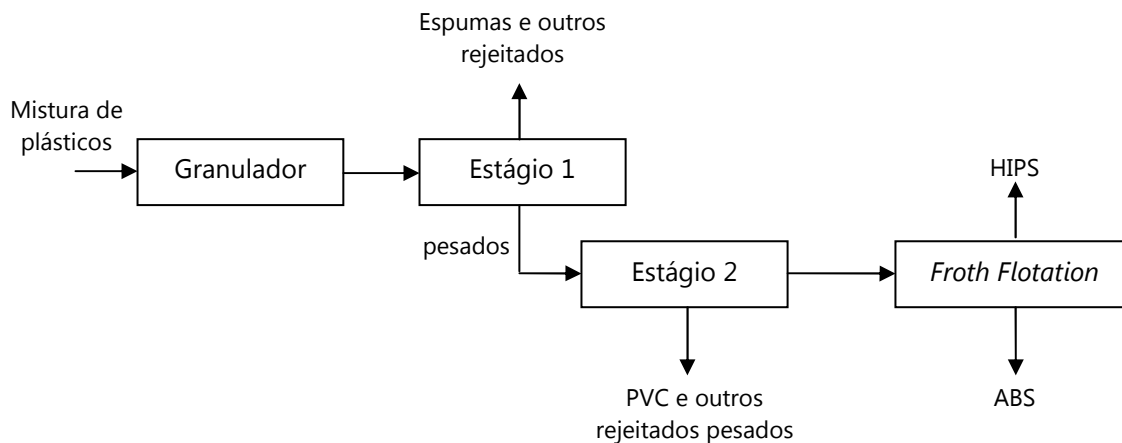 Espumas e outros
rejeitados
Mistura de
plásticos
Granulador
Estágio 1
HIPS
pesados
Estágio 2
Froth Flotation
PVC e outros
rejeitados pesados
ABS